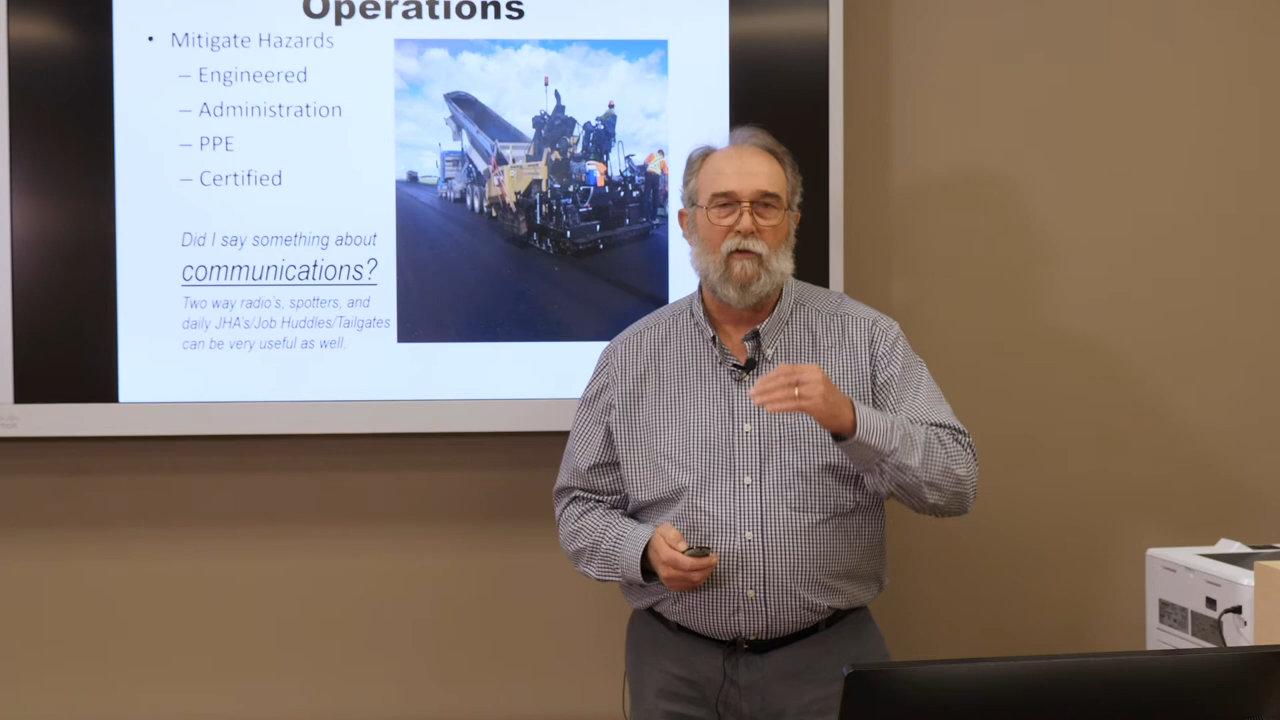 Operations
• Mitigate Hazards
– Engineered
– Administration
– PPE
– Certified
Did I say something about
communications?
Two way radio's, spotters, and
daily JHA's/Job Huddles/Tailgates
can be very useful as well.